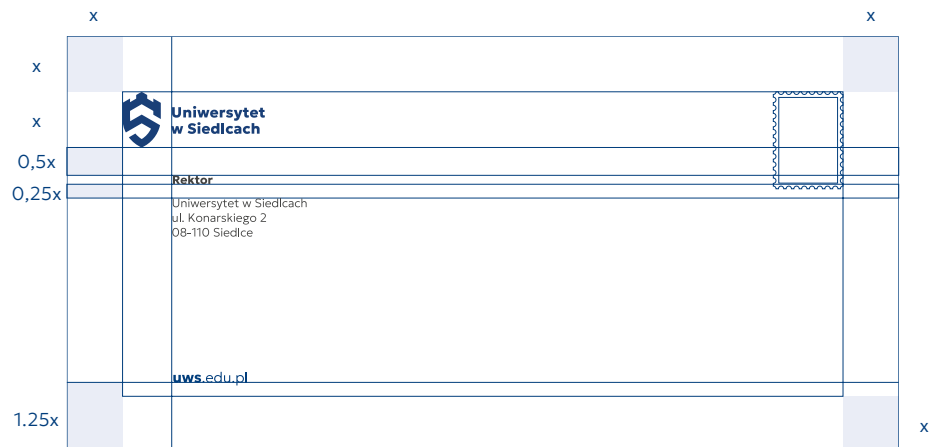 x
x
x
x
Uniwersytet
w Siedlcach
0,5x
Rektor
0,25x
Uniwersytet w Siedlcach
ul. Konarskiego 2
08-110 Siedlce
uws.edu.pl
1.25x
x